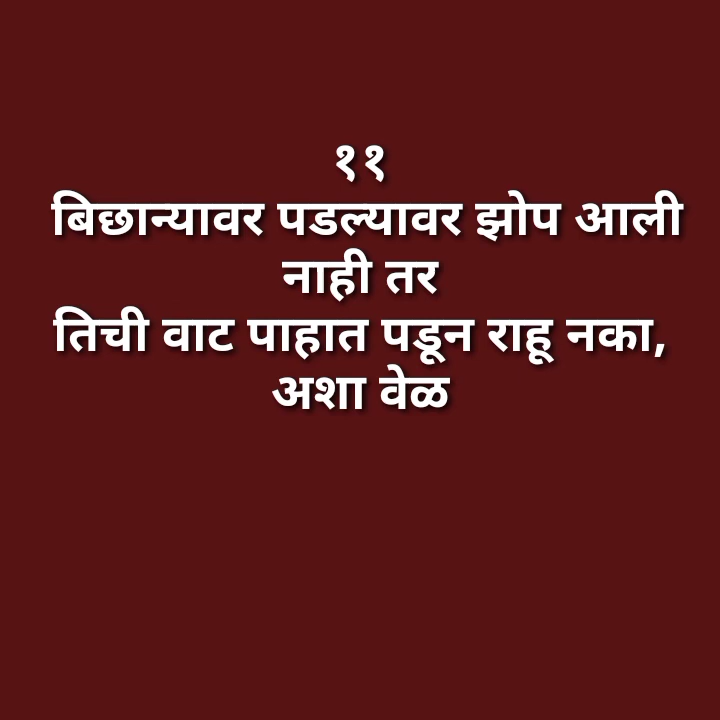 ११
बिछान्यावर पडल्यावर झोप आली
नाही तर
तिची वाट पाहात पडून राहू नका,
अशा वेळ